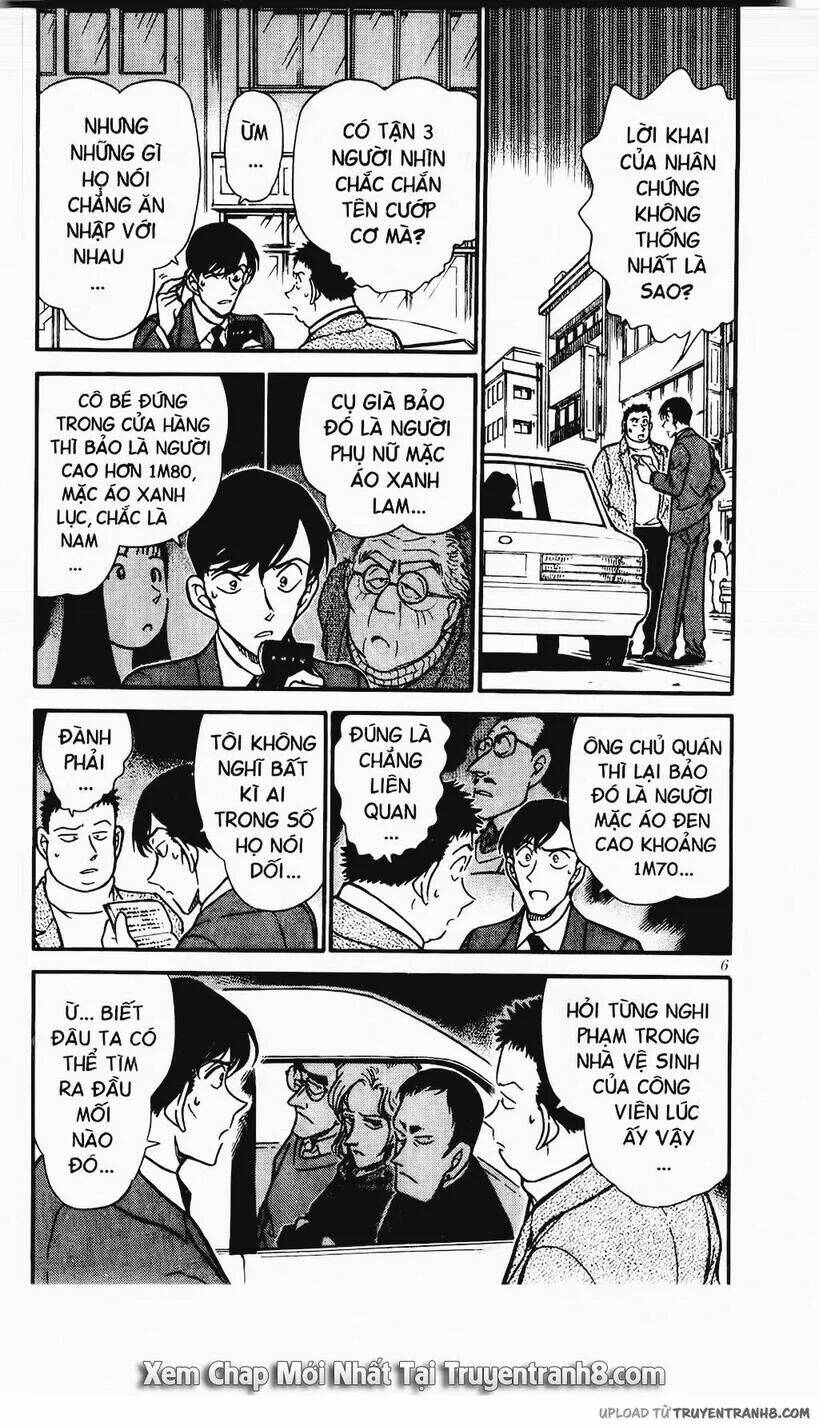 LỜI KHAI
CỦA NHÂN
CHỨNG
KHÔNG
THỐNG
NHẤT LÀ
SAO?
CÓ TẬN 3
NGƯỜI NHÌN
CHẮC CHẮN
TÊN CƯỚP
CƠ MÀ?
ỪM
...
NHƯNG
NHỮNG GÌ
HỌ NÓI
CHẲNG ĂN
NHẬP VỚI
NHAU
...
CỤ GIÀ BẢO
ĐÓ LÀ NGƯỜI
PHỤ NỮ MẶC
ÁO XANH
LAM...
CÔ BÉ ĐỨNG
TRONG CỬA HÀNG
THÌ BẢO LÀ NGƯỜI
CAO HƠN 1M80,
MẶC ÁO XANH
LỤC, CHẮC LÀ
NAM
...
ÔNG CHỦ QUÁN
THÌ LẠI BẢO
ĐÓ LÀ NGƯỜI
MẶC ÁO ĐEN
CAO KHOẢNG
1M70...
ĐÚNG LÀ
CHẲNG
LIÊN
QUAN
...
TÔI KHÔNG
NGHĨ BẤT
KÌ AI
TRONG SỐ
HỌ NÓI
DỐI...
ĐÀNH
PHẢI
...
6
HỎI TỪNG NGHI
PHẠM TRONG
NHÀ VỆ SINH
CỦA CÔNG
VIÊN LÚC
ẤY VẬY
...
Ừ... BIẾT
ĐÂU TA CÓ
THỂ TÌM
RA ĐẦU
MỐI
NÀO
ĐÓ...
Xem Chap Mới Nhất Tại Truyentranh8.com
UPLOAD TỪ TRUYENTRANH8.COM